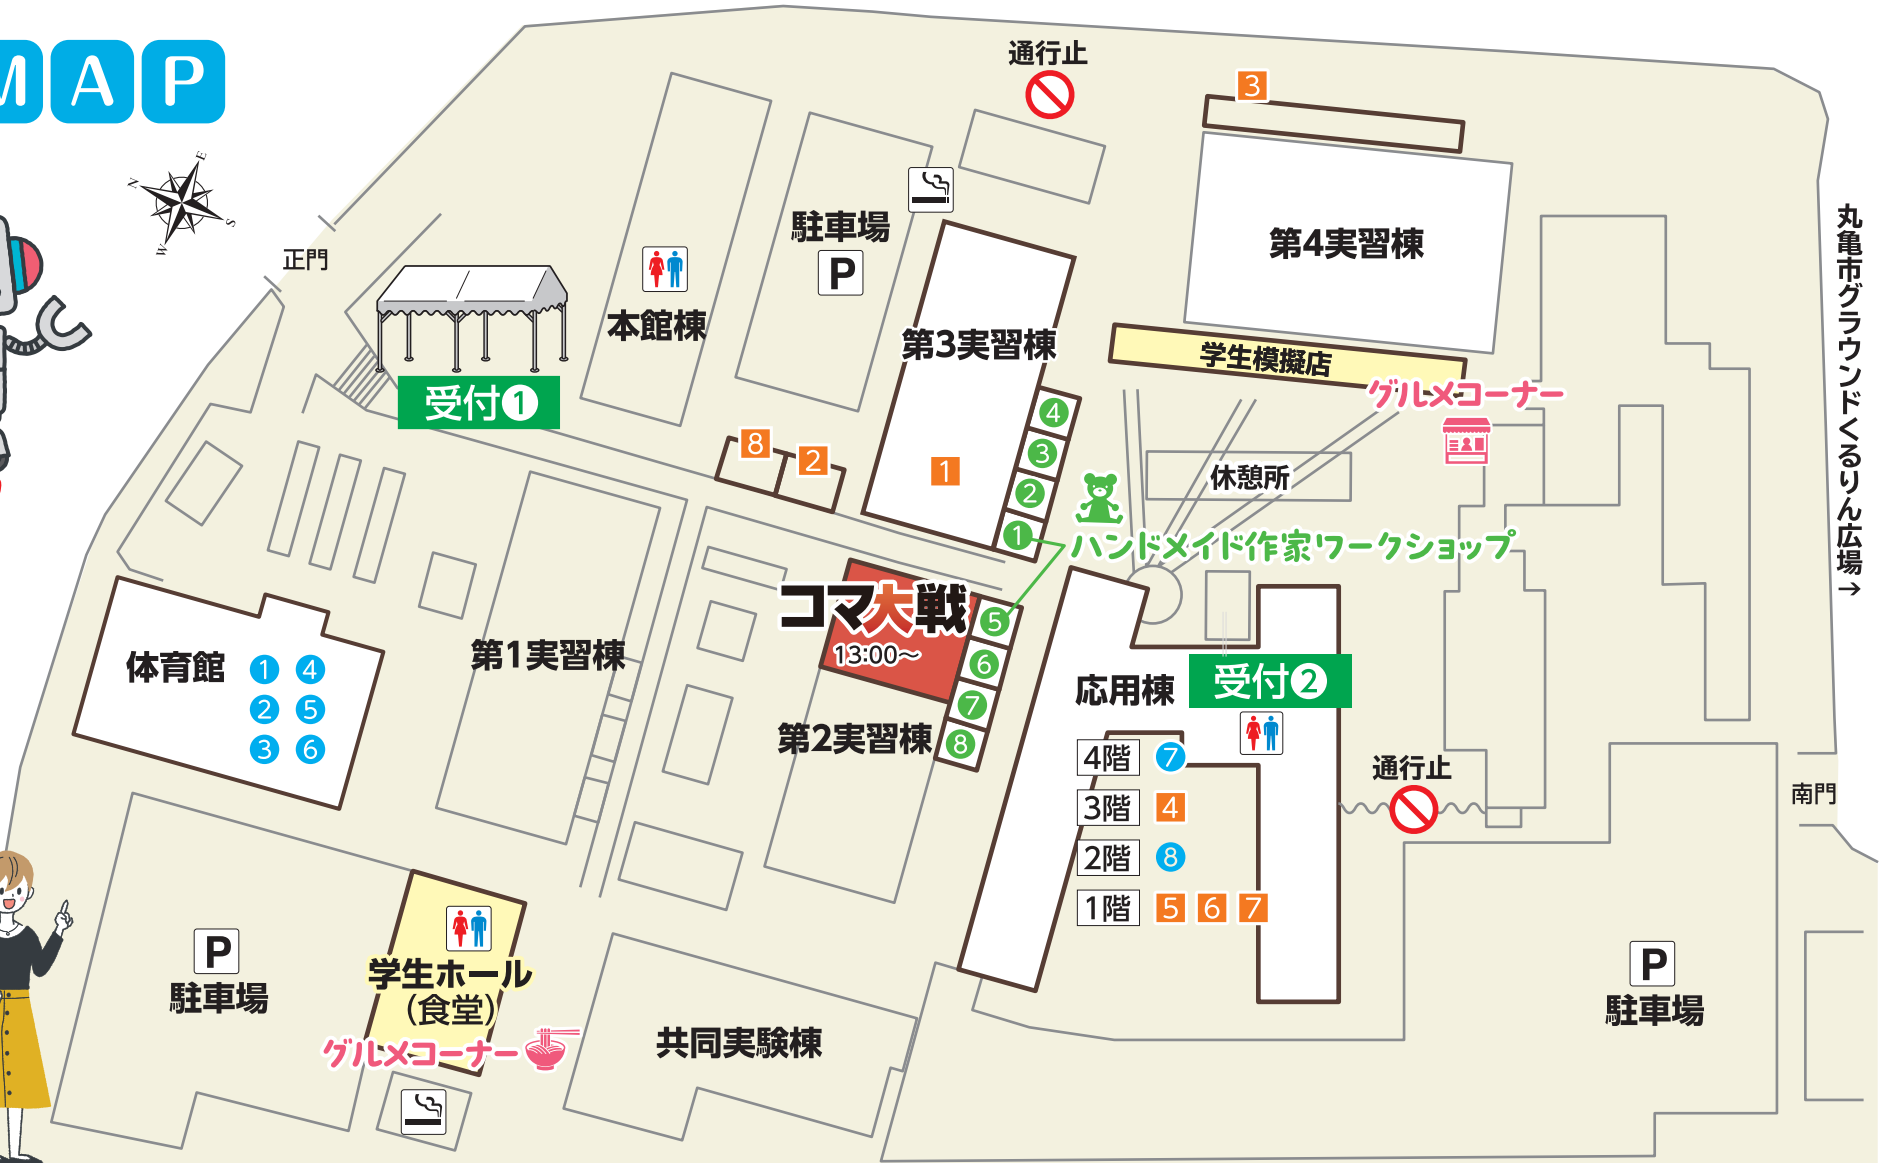 MAP
通行止
3
E
N
S
W
正門
駐車場
P
本館棟
第4実習棟
丸亀市グラウンドくるりん広場→
第3実習棟
学生模擬店
グルメコーナー
受付❶
4
3
2
1
8
2
1
休憩所
ハンドメイド作家ワークショップ
コマ大戦
13:00～
5
6
7
8
第1実習棟
体育館
1 4
2 5
3 6
第2実習棟
応用棟
受付❷
4階 7
3階 4
2階 8
1階 5 6 7
通行止
南門
P
駐車場
学生ホール
(食堂)
グルメコーナー
共同実験棟
P
駐車場